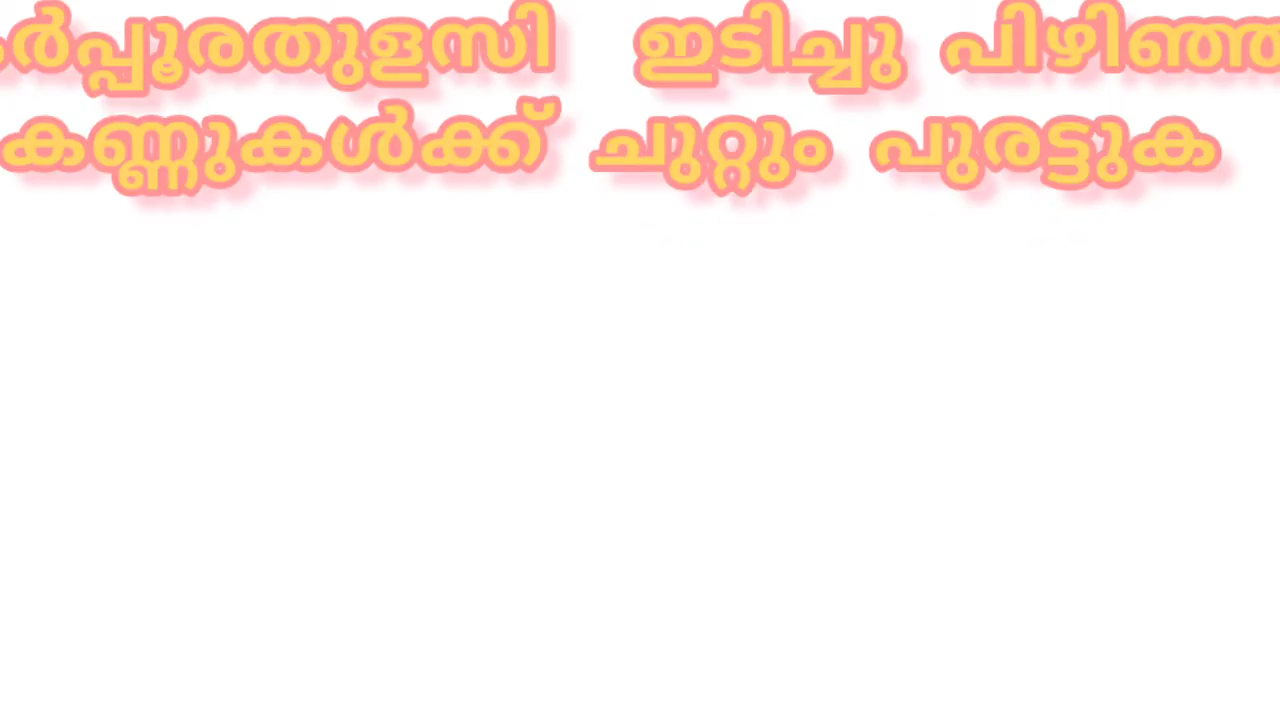 ർപ്പൂരതുളസി ഇടിച്ചു പിഴിഞ്ഞ
കണ്ണുകൾക്ക് ചുറ്റും പുരട്ടുക